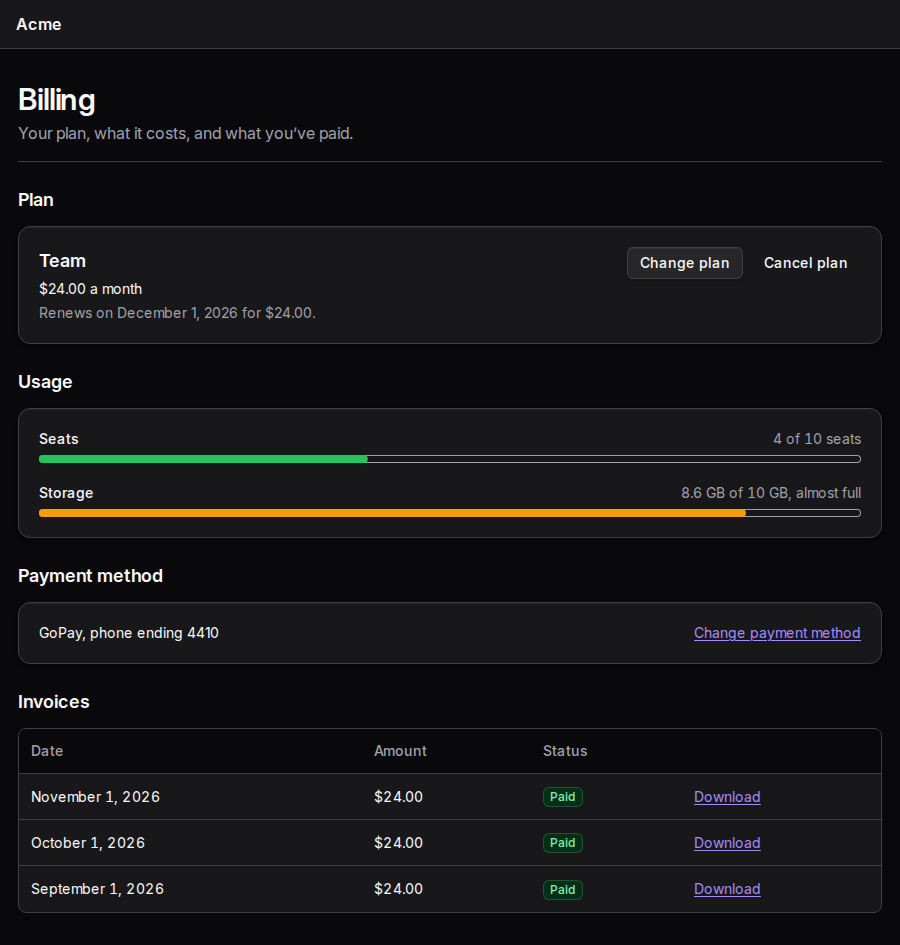 Acme
Billing
Your plan, what it costs, and what you've paid.
Plan
Team
Change plan
Cancel plan
$24.00 a month
Renews on December 1, 2026 for $24.00.
Usage
Seats
4 of 10 seats
Storage
8.6 GB of 10 GB, almost full
Payment method
GoPay, phone ending 4410
Change payment method
Invoices
Date Amount Status
November 1, 2026 $24.00 Paid Download
October 1, 2026 $24.00 Paid Download
September 1, 2026 $24.00 Paid Download